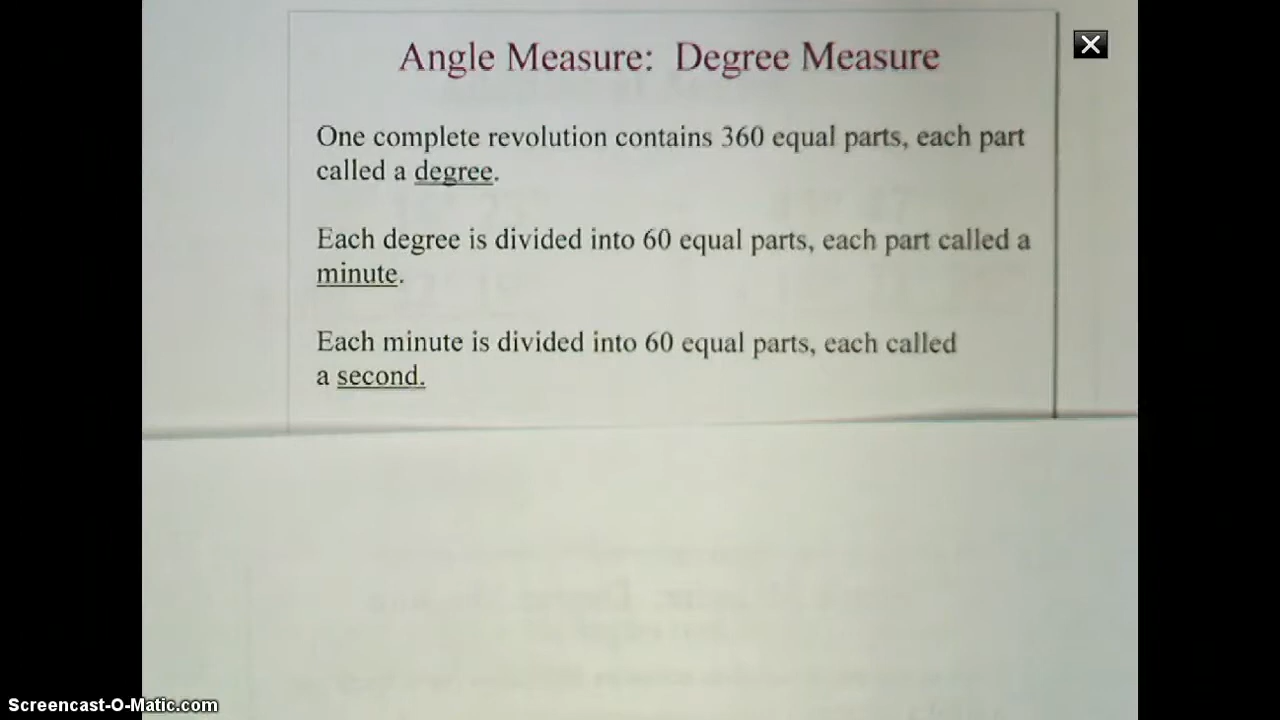 Angle Measure: Degree Measure
One complete revolution contains 360 equal parts, each part
called a degree.
Each degree is divided into 60 equal parts, each part called a
minute.
Each minute is divided into 60 equal parts, each called
a second.
Screencast-O-Matic.com